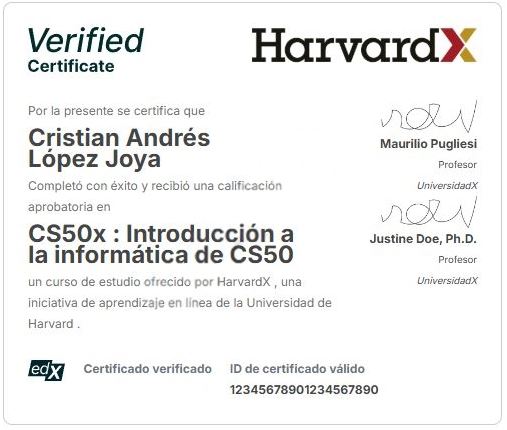 Verified
Certificate
HarvardX
Por la presente se certifica que
Cristian Andrés
López Joya
Completó con éxito y recibió una calificación
aprobatoria en
CS50x : Introducción a
la informática de CS50
un curso de estudio ofrecido por HarvardX , una
iniciativa de aprendizaje en línea de la Universidad de
Harvard .
Maurilio Pugliesi
Profesor
UniversidadX
Justine Doe, Ph.D.
Profesor
UniversidadX
edX
Certificado verificado
ID de certificado válido
12345678901234567890